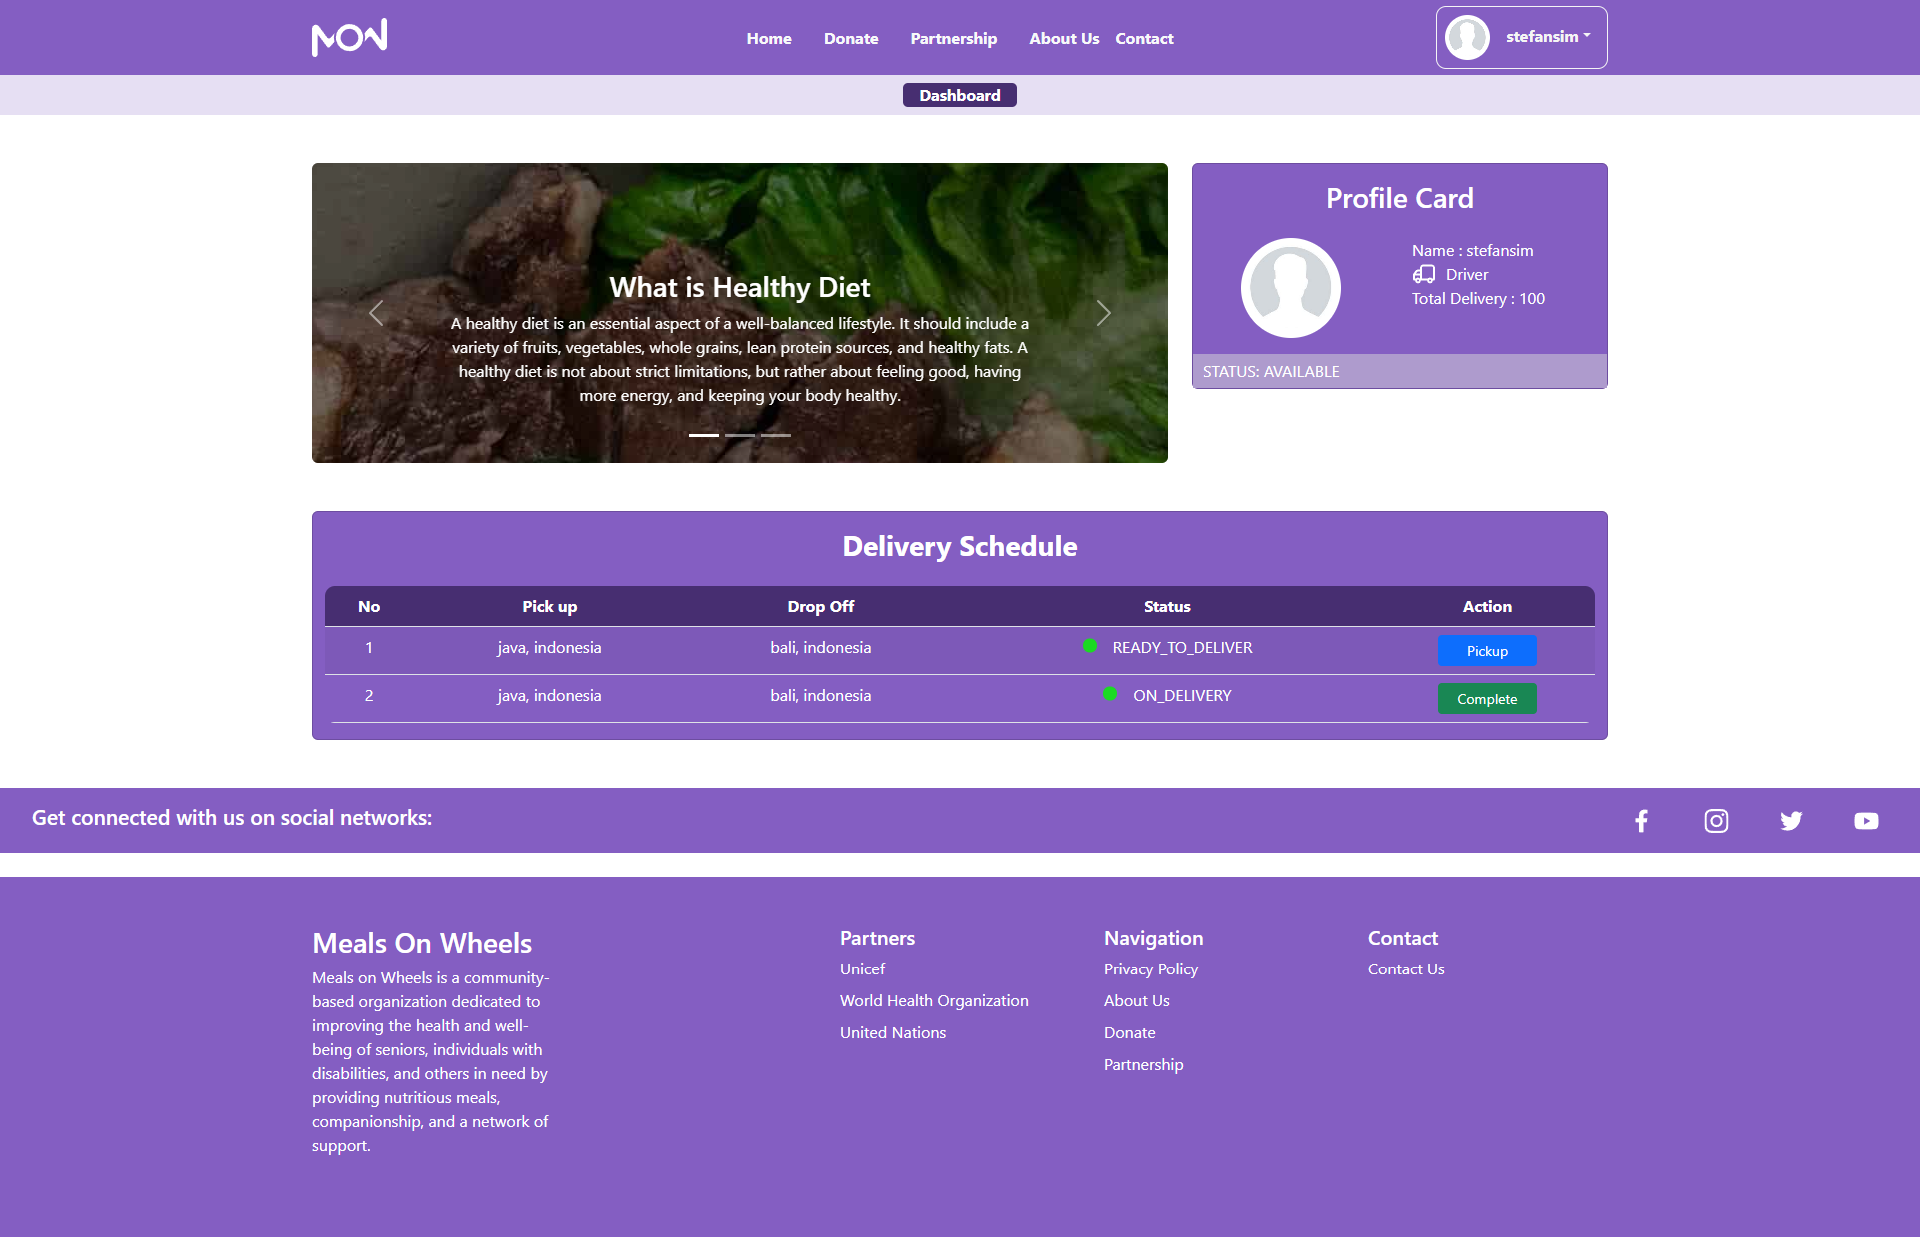 MOW
Home Donate Partnership About Us Contact
stefansim
Dashboard
What is Healthy Diet
A healthy diet is an essential aspect of a well-balanced lifestyle. It should include a
variety of fruits, vegetables, whole grains, lean protein sources, and healthy fats. A
healthy diet is not about strict limitations, but rather about feeling good, having
more energy, and keeping your body healthy.
Profile Card
Name : stefansim
Driver
Total Delivery : 100
STATUS: AVAILABLE
Delivery Schedule
No Pick up Drop Off Status Action
1 java, indonesia bali, indonesia READY_TO_DELIVER Pickup
2 java, indonesia bali, indonesia ON_DELIVERY Complete
Get connected with us on social networks:
Meals On Wheels
Meals on Wheels is a community-
based organization dedicated to
improving the health and well-
being of seniors, individuals with
disabilities, and others in need by
providing nutritious meals,
companionship, and a network of
support.
Partners
Unicef
World Health Organization
United Nations
Navigation
Privacy Policy
About Us
Donate
Partnership
Contact
Contact Us